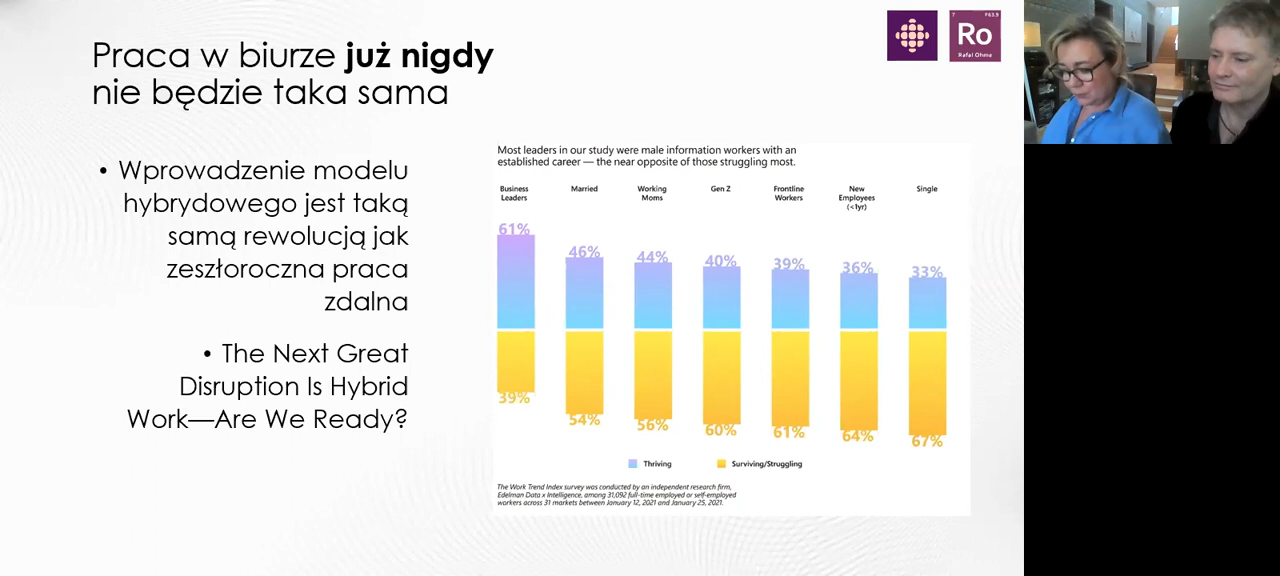 Praca w biurze już nigdy
nie będzie taka sama
7 F63.9
Ro
Rafal Ohme
• Wprowadzenie modelu
hybrydowego jest taką
samą rewolucją jak
zeszłoroczna praca
zdalna
• The Next Great
Disruption Is Hybrid
Work—Are We Ready?
Most leaders in our study were male information workers with an
established career — the near opposite of those struggling most.
Business
Leaders
Married
Working
Moms
Gen Z
Frontline
Workers
New
Employees
(<1yr)
Single
61%
46%
44%
40%
39%
36%
33%
39%
54%
56%
60%
61%
64%
67%
Thriving
Surviving/Struggling
The Work Trend Index survey was conducted by an independent research firm,
Edelman Data x Intelligence, among 31,092 full-time employed or self-employed
workers across 31 markets between January 12, 2021 and January 25, 2021.